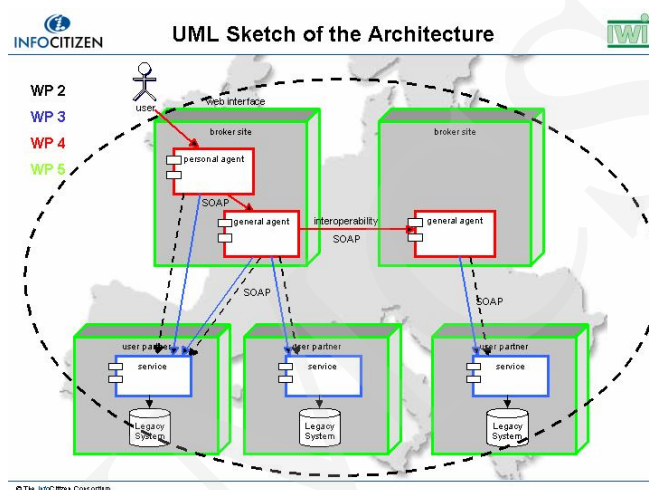 INFOCITIZEN
UML Sketch of the Architecture
IWi
WP 2
WP 3
WP 4
WP 5
user
web interface
broker site
broker site
personal agent
SOAP
general agent
interoperability
SOAP
general agent
SOAP
SOAP
user partner
user partner
user partner
service
service
service
Legacy
System
Legacy
System
Legacy
System
© The InfoCitizen Consortium